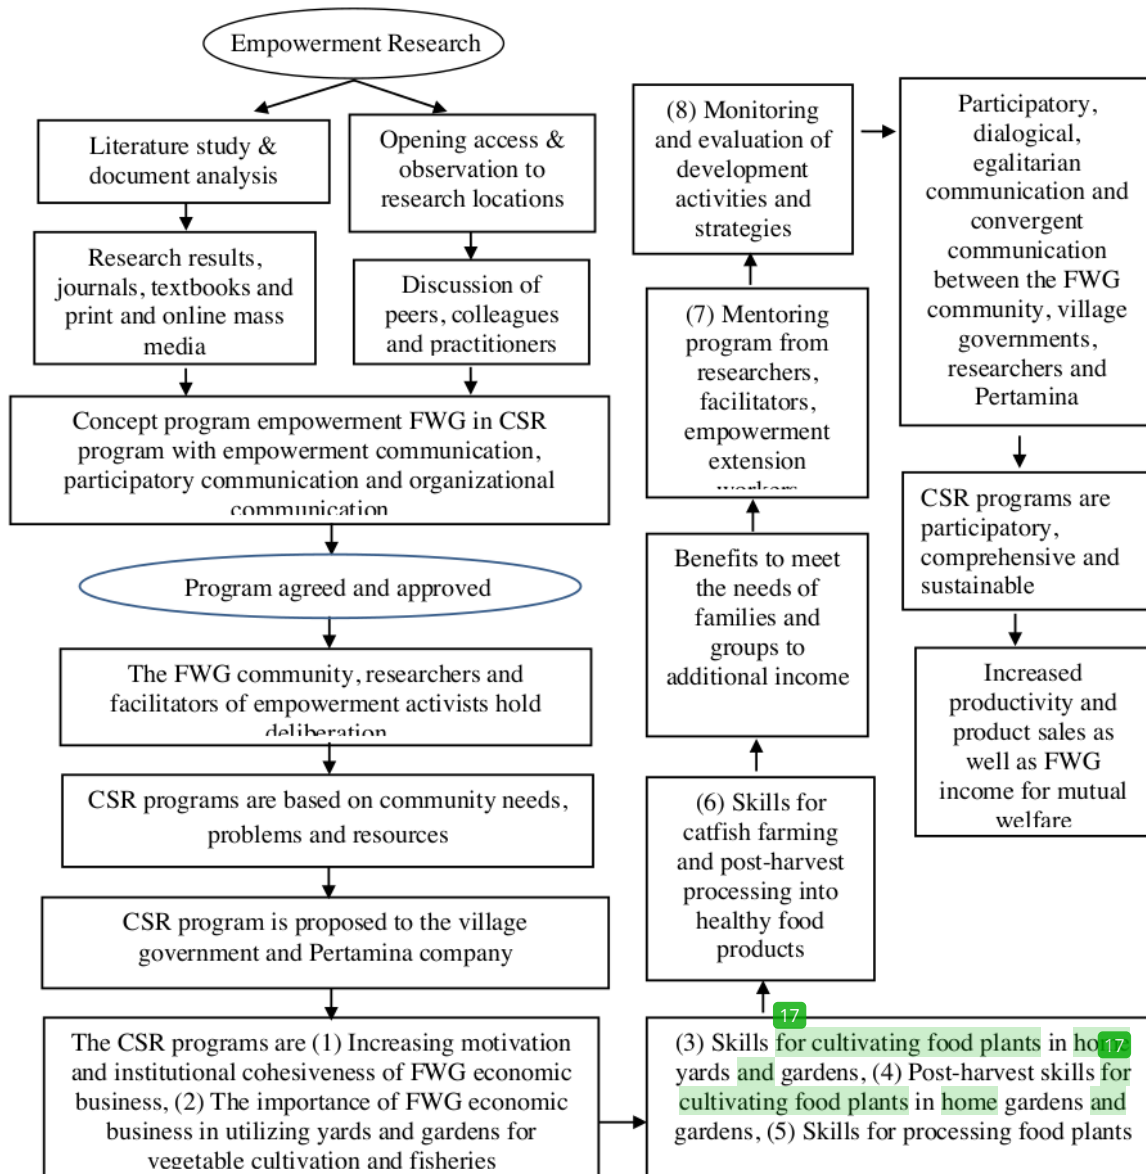 Empowerment Research
Literature study &
document analysis
Opening access &
observation to
research locations
Research results,
journals, textbooks and
print and online mass
media
Discussion of
peers, colleagues
and practitioners
Concept program empowerment FWG in CSR
program with empowerment communication,
participatory communication and organizational
communication
Program agreed and approved
The FWG community, researchers and
facilitators of empowerment activists hold
deliberation
CSR programs are based on community needs,
problems and resources
CSR program is proposed to the village
government and Pertamina company
The CSR programs are (1) Increasing motivation
and institutional cohesiveness of FWG economic
business, (2) The importance of FWG economic
business in utilizing yards and gardens for
vegetable cultivation and fisheries
17
17
(3) Skills for cultivating food plants in home
yards and gardens, (4) Post-harvest skills for
cultivating food plants in home gardens and
gardens, (5) Skills for processing food plants
(6) Skills for
catfish farming
and post-harvest
processing into
healthy food
products
Benefits to meet
the needs of
families and
groups to
additional income
(7) Mentoring
program from
researchers,
facilitators,
empowerment
extension
workers
(8) Monitoring
and evaluation of
development
activities and
strategies
Participatory,
dialogical,
egalitarian
communication and
convergent
communication
between the FWG
community, village
governments,
researchers and
Pertamina
CSR programs are
participatory,
comprehensive and
sustainable
Increased
productivity and
product sales as
well as FWG
income for mutual
welfare